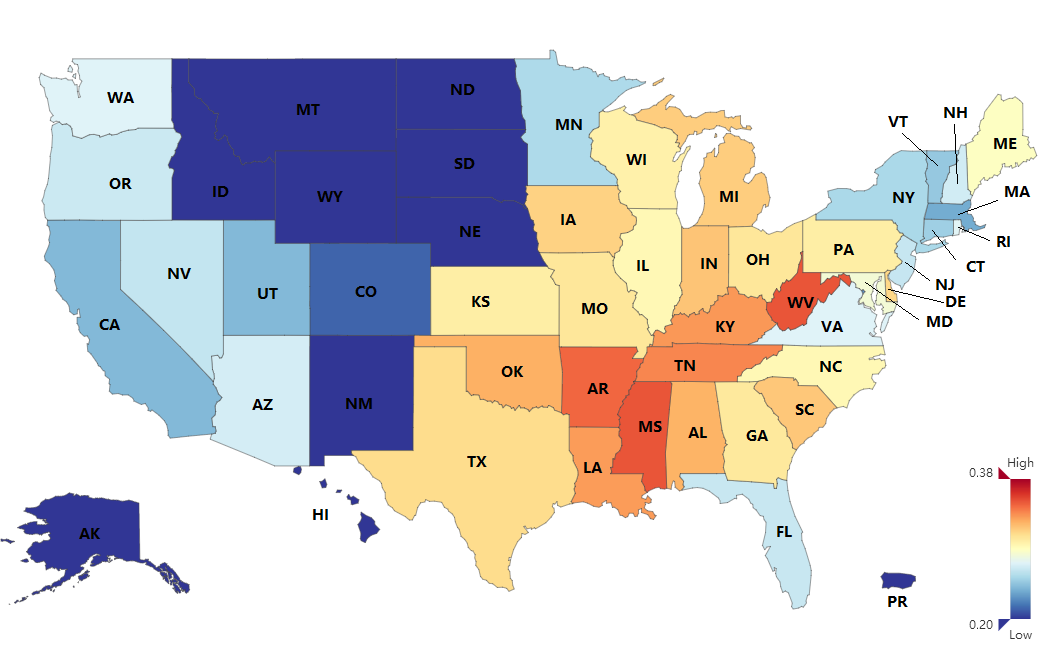 WA
MT
ND
MN
OR
ID
WY
SD
WI
MI
VT
NH
ME
NY
MA
RI
CT
NV
UT
CO
NE
IA
IL
IN
OH
PA
NJ
DE
MD
CA
KS
MO
KY
WV
VA
AZ
NM
OK
AR
TN
NC
TX
LA
MS
AL
GA
SC
FL
AK
HI
PR
High
0.38
0.20
Low